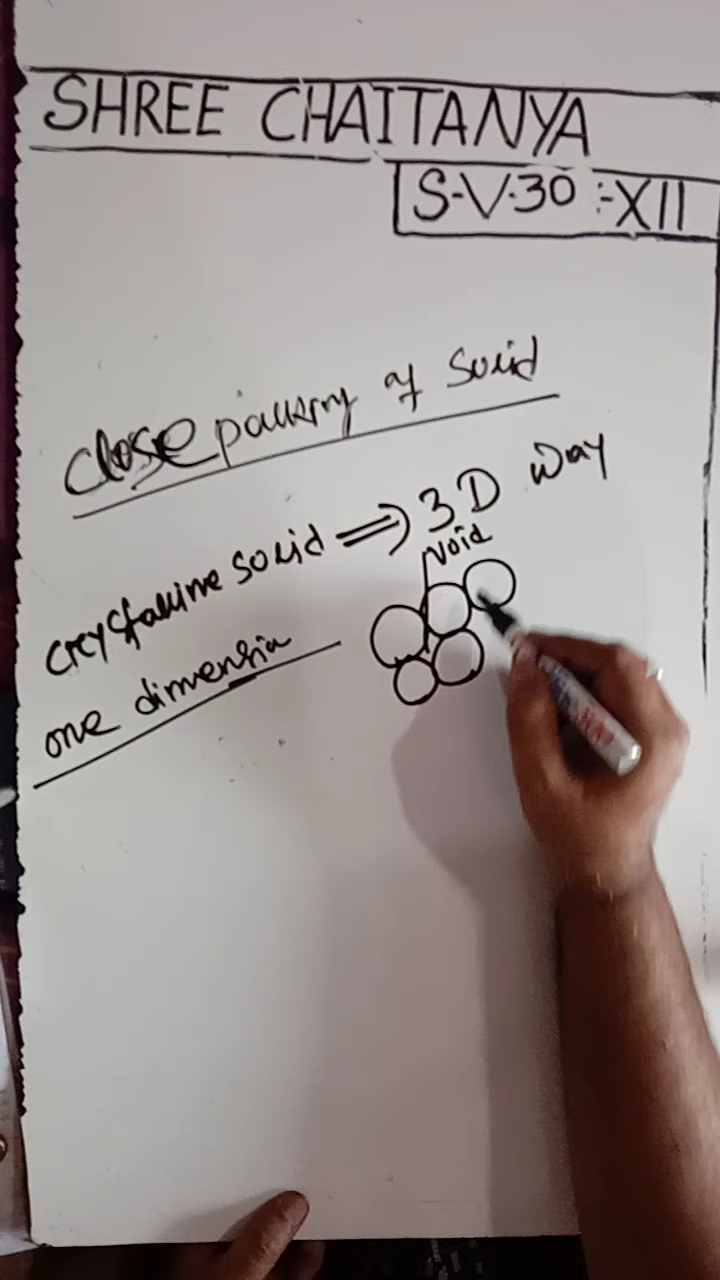 SHREE CHAITANYA
S.V.30 :-XII
Close packing of Solid
Crystalline solid ⇒ 3D way
Void
one dimension